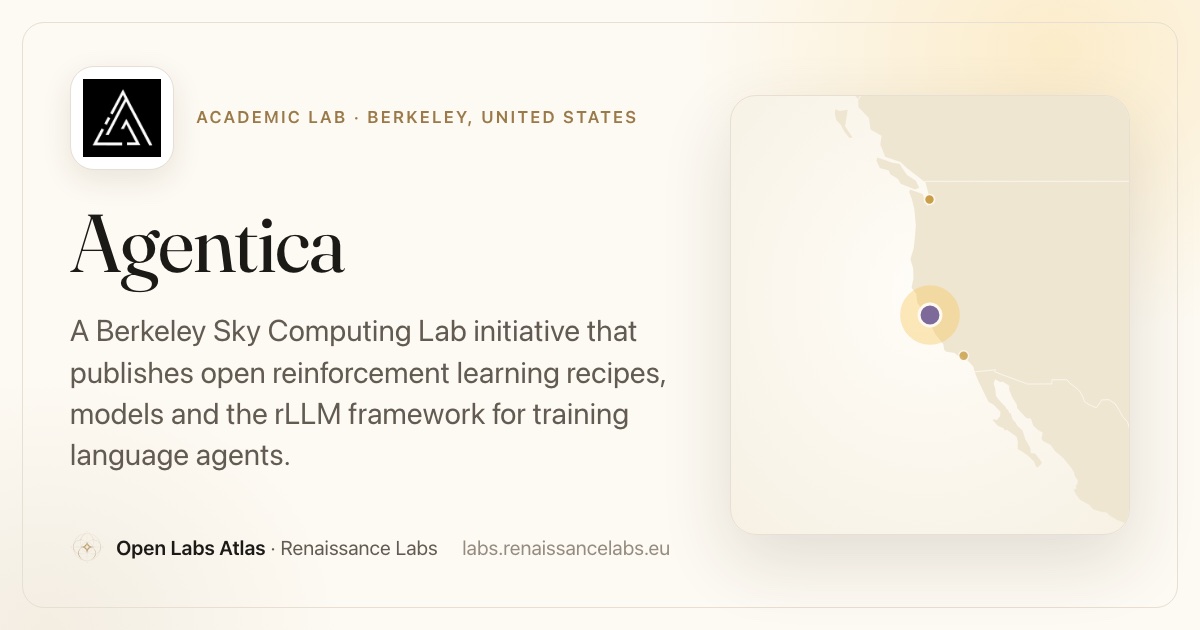 ACADEMIC LAB · BERKELEY, UNITED STATES
Agentica
A Berkeley Sky Computing Lab initiative that
publishes open reinforcement learning recipes,
models and the rLLM framework for training
language agents.
Open Labs Atlas · Renaissance Labs labs.renaissancelabs.eu